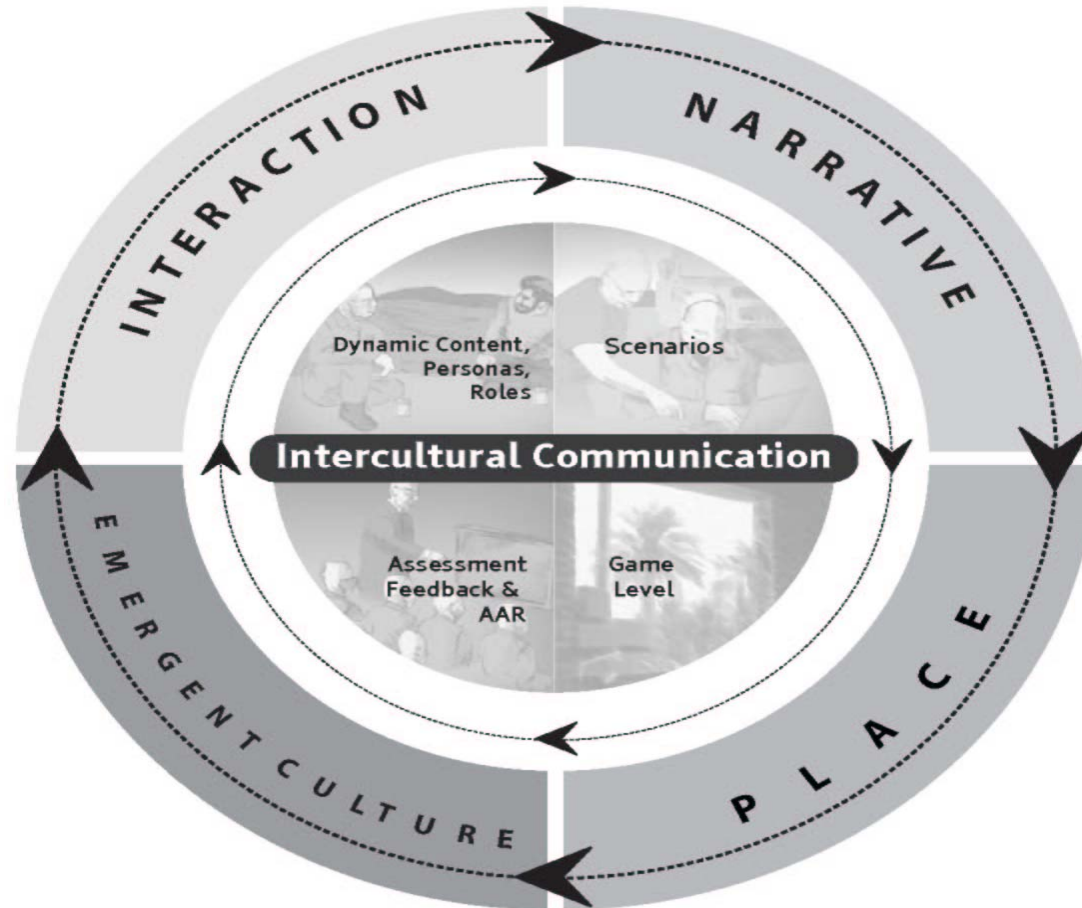 INTERACTION
NARRATIVE
Dynamic Content,
Personas,
Roles
Scenarios
Intercultural Communication
Assessment
Feedback &
AAR
Game
Level
EMERGENT CULTURE
PLACE